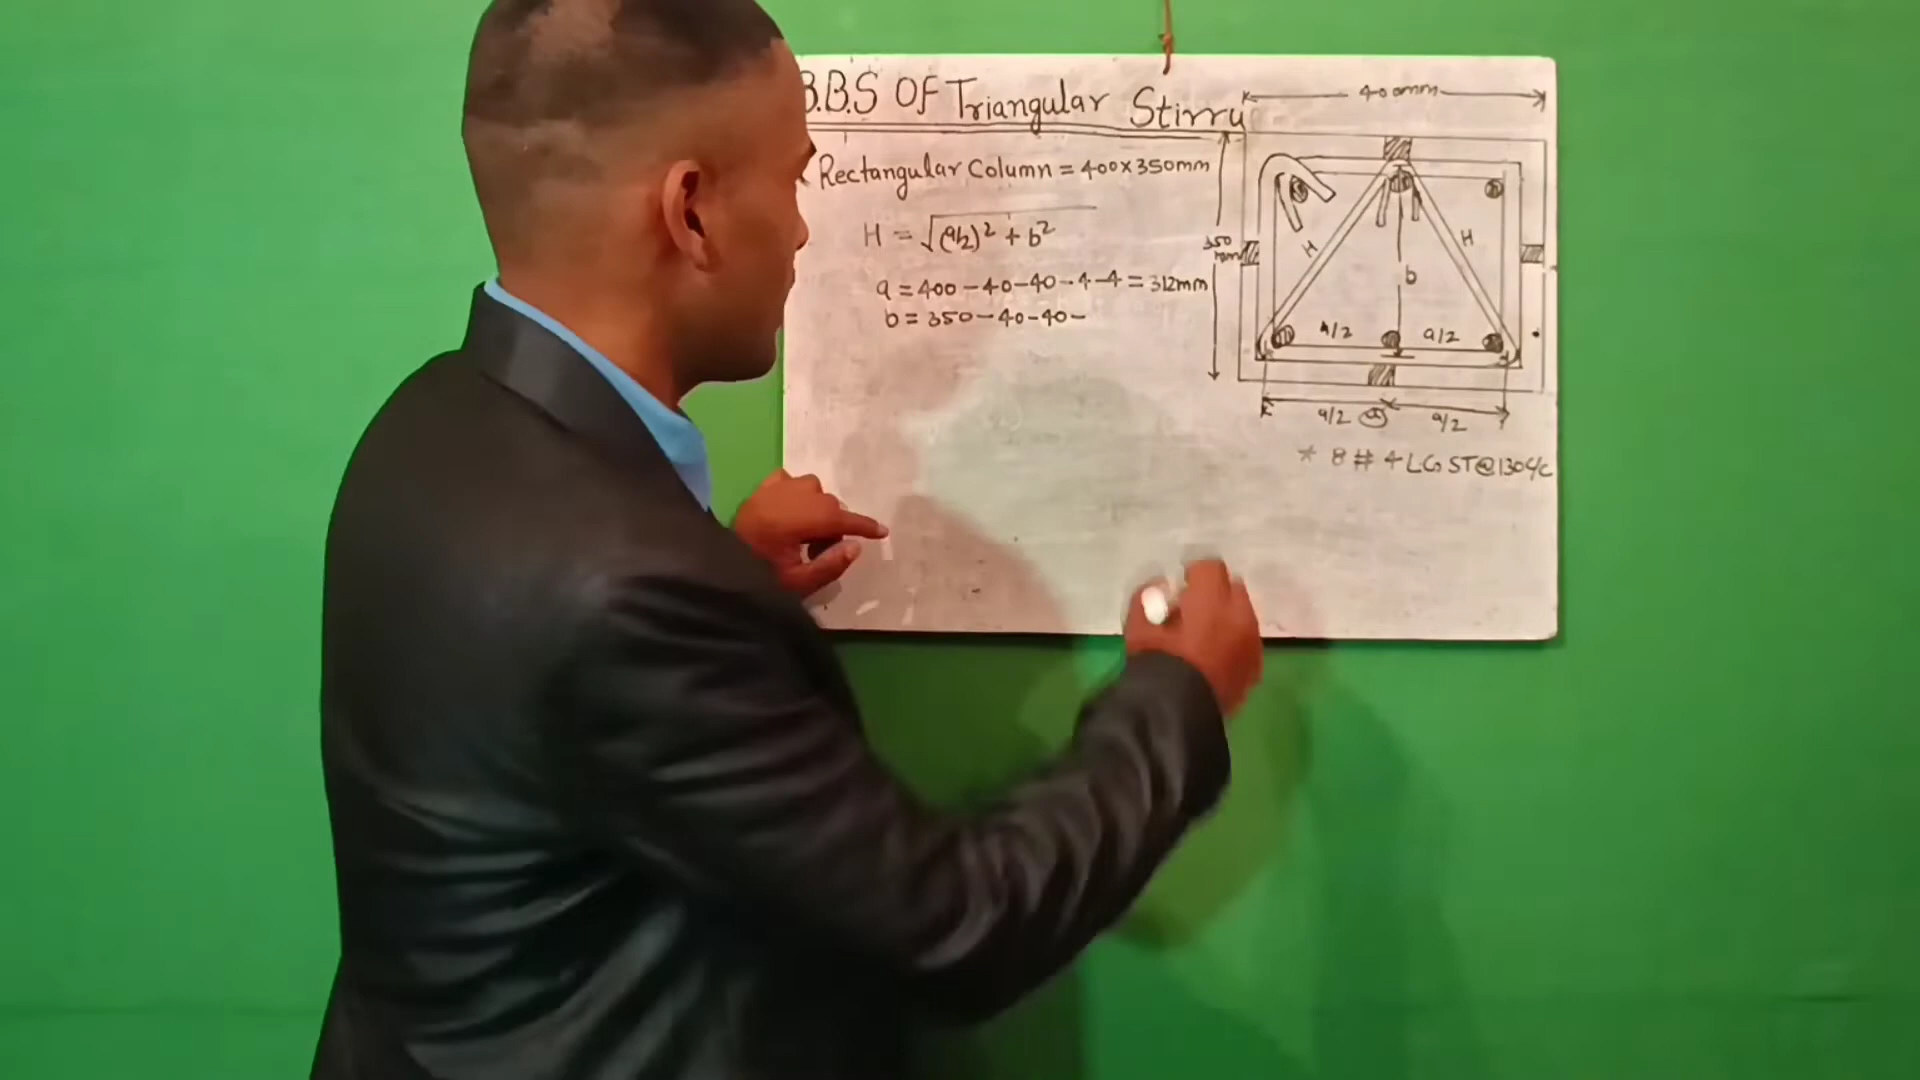 B.B.S OF Triangular Stirru
Rectangular Column = 400x350mm
H = √(a/2)² + b²
a = 400 - 40 - 40 - 4 - 4 = 312mm
b = 350 - 40 - 40 -
400mm
350
mm
H
H
b
a/2
a/2
a/2 a a/2
* 8 # 4 LG ST@130 c/c